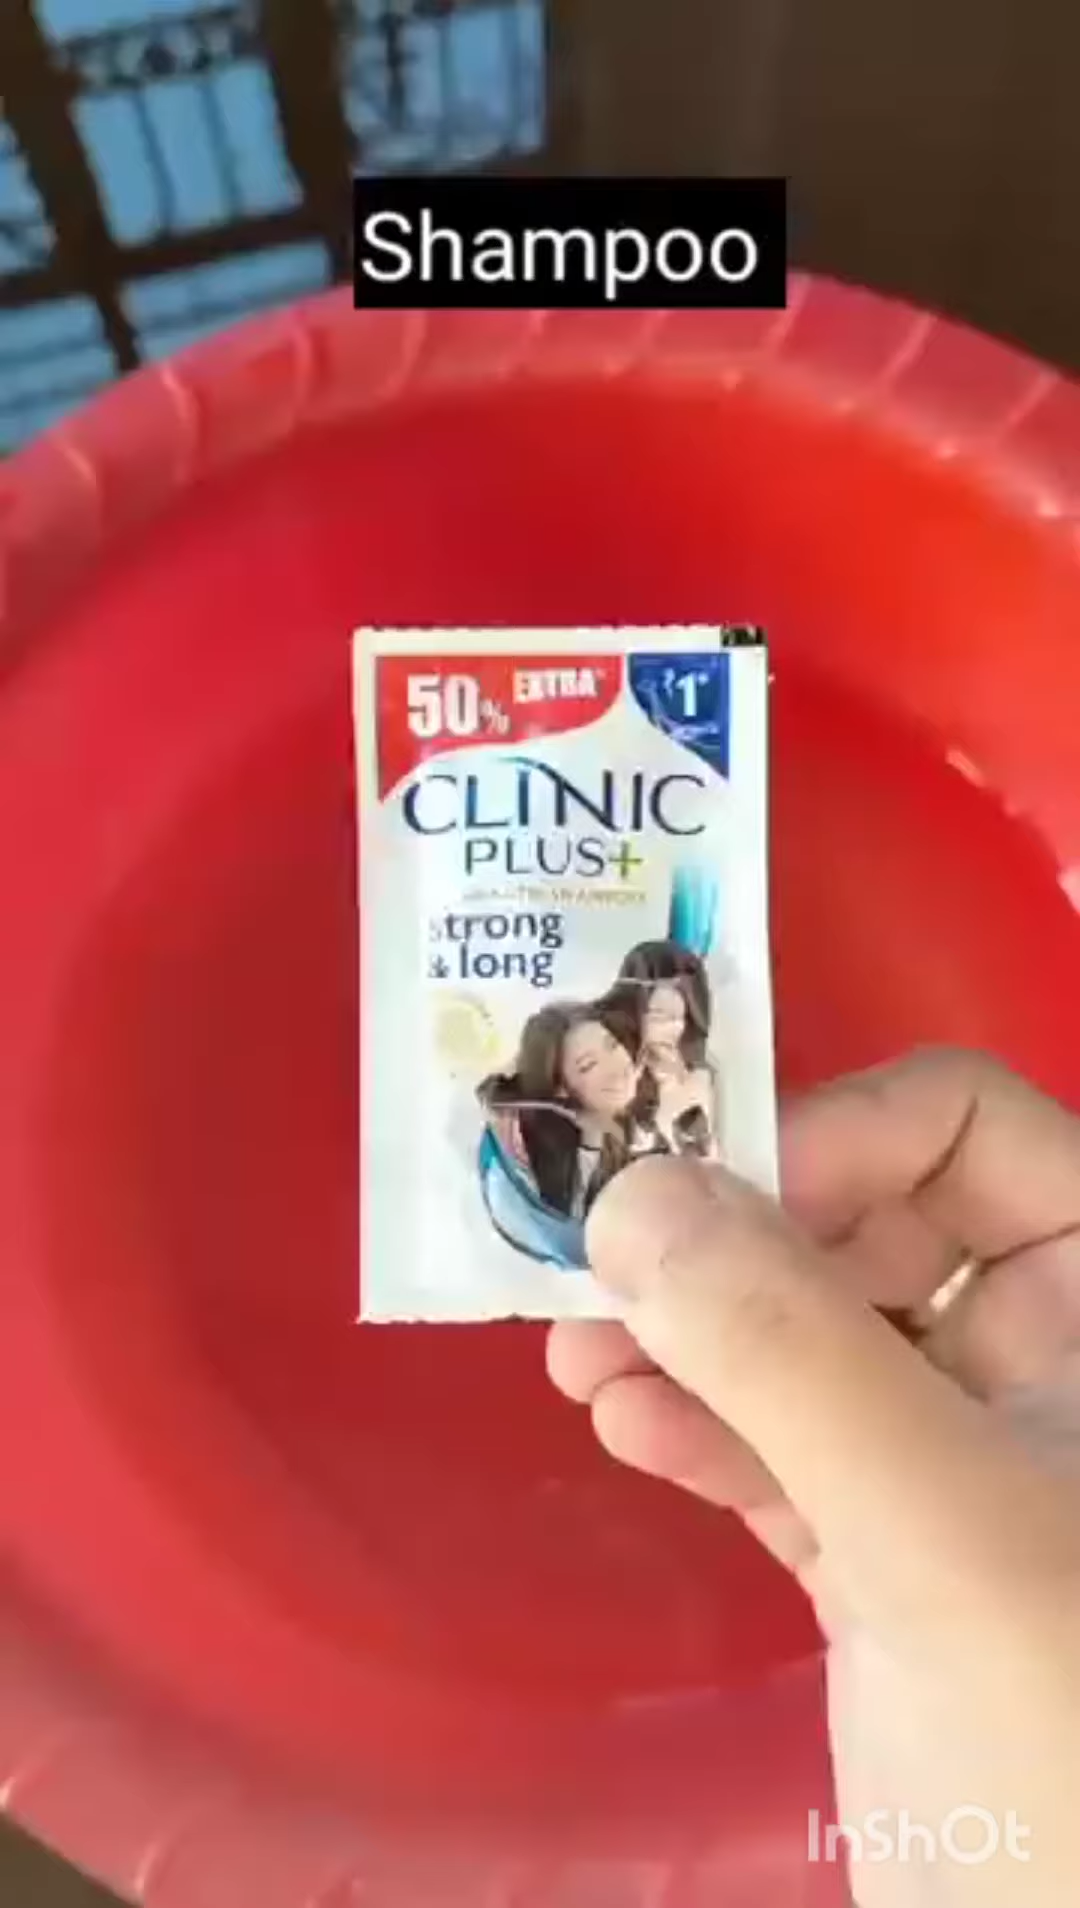 Shampoo
50% EXTRA*
₹1*
CLINIC
PLUS+
strong
& long
InShOt